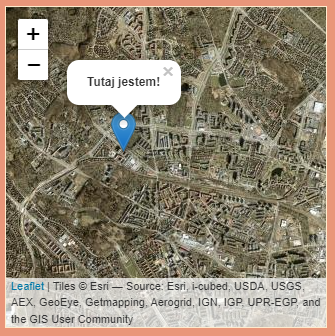 +
−
Tutaj jestem!
×
Leaflet | Tiles © Esri — Source: Esri, i-cubed, USDA, USGS,
AEX, GeoEye, Getmapping, Aerogrid, IGN, IGP, UPR-EGP, and
the GIS User Community